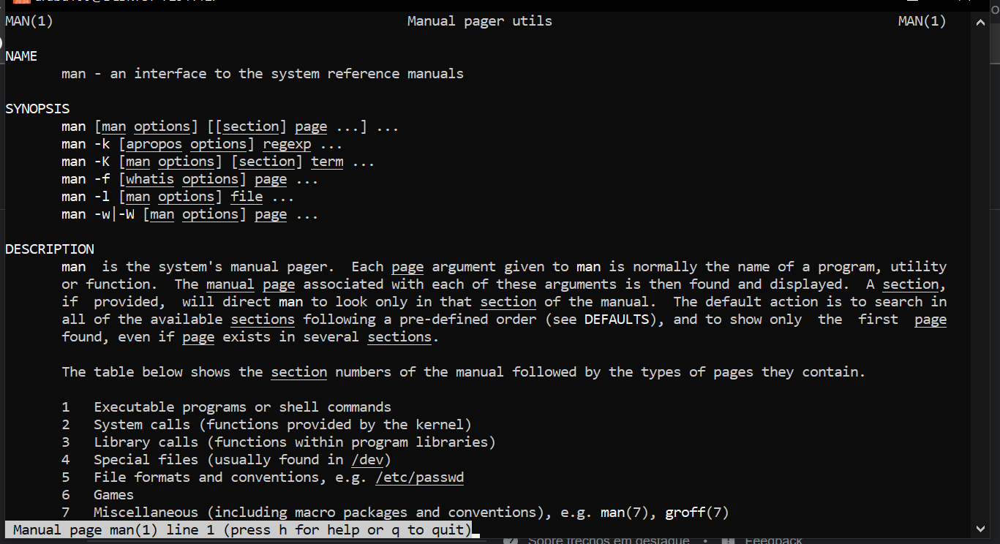 MAN(1) Manual pager utils MAN(1)
NAME
man - an interface to the system reference manuals
SYNOPSIS
man [man options] [[section] page ...] ...
man -k [apropos options] regexp ...
man -K [man options] [section] term ...
man -f [whatis options] page ...
man -l [man options] file ...
man -w|-W [man options] page ...
DESCRIPTION
man is the system's manual pager. Each page argument given to man is normally the name of a program, utility
or function. The manual page associated with each of these arguments is then found and displayed. A section,
if provided, will direct man to look only in that section of the manual. The default action is to search in
all of the available sections following a pre-defined order (see DEFAULTS), and to show only the first page
found, even if page exists in several sections.
The table below shows the section numbers of the manual followed by the types of pages they contain.
1 Executable programs or shell commands
2 System calls (functions provided by the kernel)
3 Library calls (functions within program libraries)
4 Special files (usually found in /dev)
5 File formats and conventions, e.g. /etc/passwd
6 Games
7 Miscellaneous (including macro packages and conventions), e.g. man(7), groff(7)
Manual page man(1) line 1 (press h for help or q to quit)
Sobre trechos em destaque • Feedback